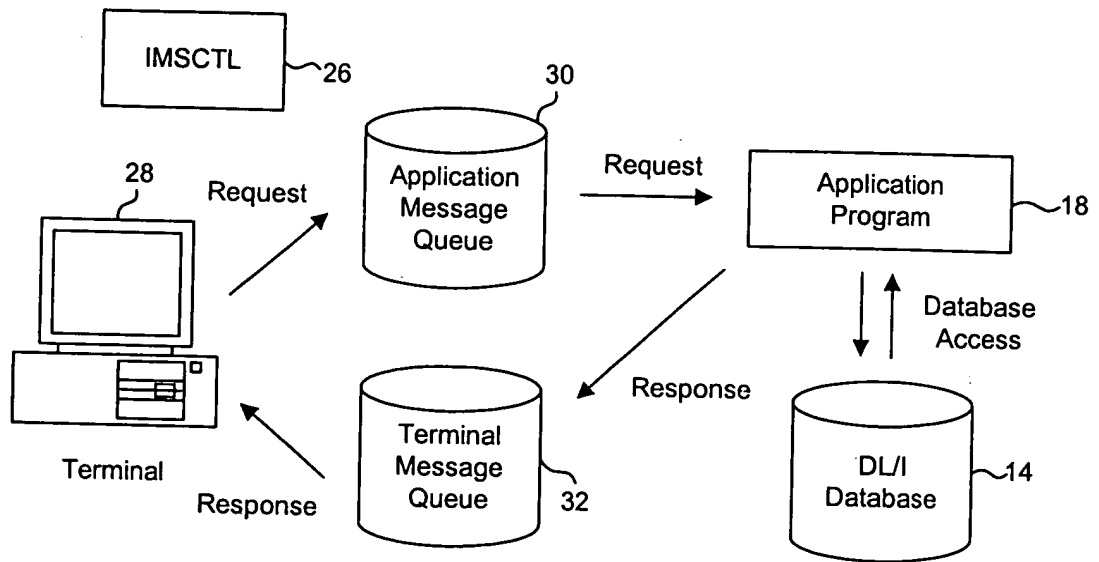 IMSCTL
26
30
28
Request
Application
Message
Queue
Request
Application
Program
18
Database
Access
Response
Terminal
Message
Queue
32
DL/I
Database
14
Terminal
Response